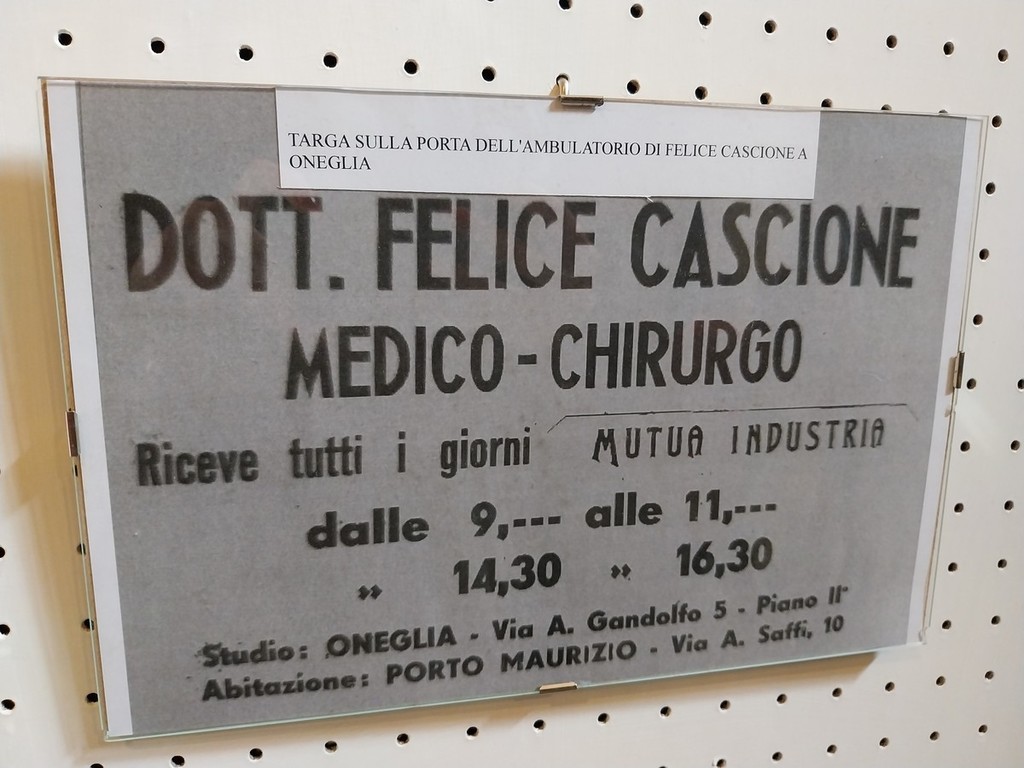 TARGA SULLA PORTA DELL'AMBULATORIO DI FELICE CASCIONE A
ONEGLIA
DOTT. FELICE CASCIONE
MEDICO - CHIRURGO
Riceve tutti i giorni MUTUA INDUSTRIA
dalle 9,--- alle 11,---
„ 14,30 „ 16,30
Studio: ONEGLIA - Via A. Gandolfo 5 - Piano II°
Abitazione: PORTO MAURIZIO - Via A. Saffi, 10